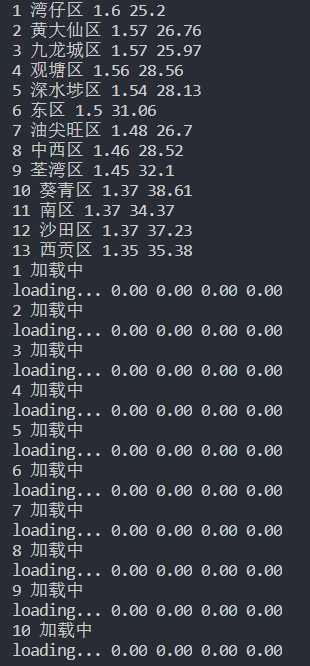 1 湾仔区 1.6 25.2
2 黄大仙区 1.57 26.76
3 九龙城区 1.57 25.97
4 观塘区 1.56 28.56
5 深水埗区 1.54 28.13
6 东区 1.5 31.06
7 油尖旺区 1.48 26.7
8 中西区 1.46 28.52
9 荃湾区 1.45 32.1
10 葵青区 1.37 38.61
11 南区 1.37 34.37
12 沙田区 1.37 37.23
13 西贡区 1.35 35.38
1 加载中
loading... 0.00 0.00 0.00 0.00
2 加载中
loading... 0.00 0.00 0.00 0.00
3 加载中
loading... 0.00 0.00 0.00 0.00
4 加载中
loading... 0.00 0.00 0.00 0.00
5 加载中
loading... 0.00 0.00 0.00 0.00
6 加载中
loading... 0.00 0.00 0.00 0.00
7 加载中
loading... 0.00 0.00 0.00 0.00
8 加载中
loading... 0.00 0.00 0.00 0.00
9 加载中
loading... 0.00 0.00 0.00 0.00
10 加载中
loading... 0.00 0.00 0.00 0.00